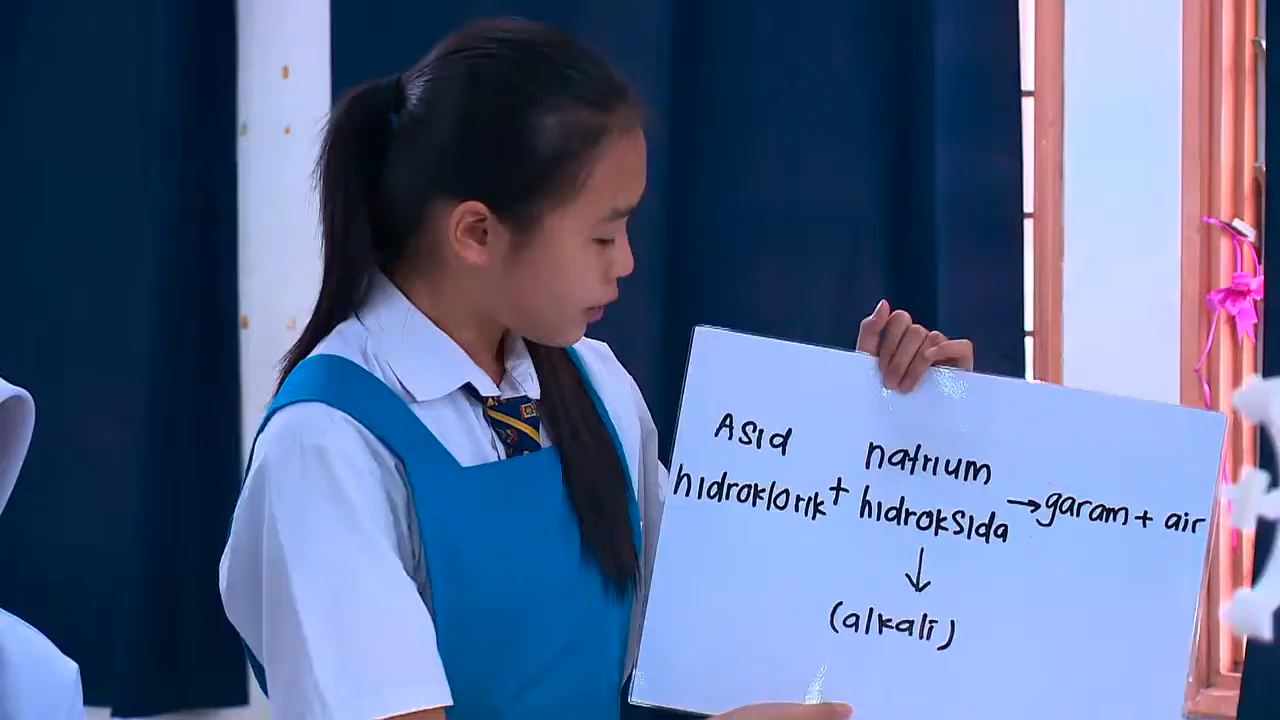 Asid natrium
hidroklorik + hidroksida → garam + air
↓
(alkali)